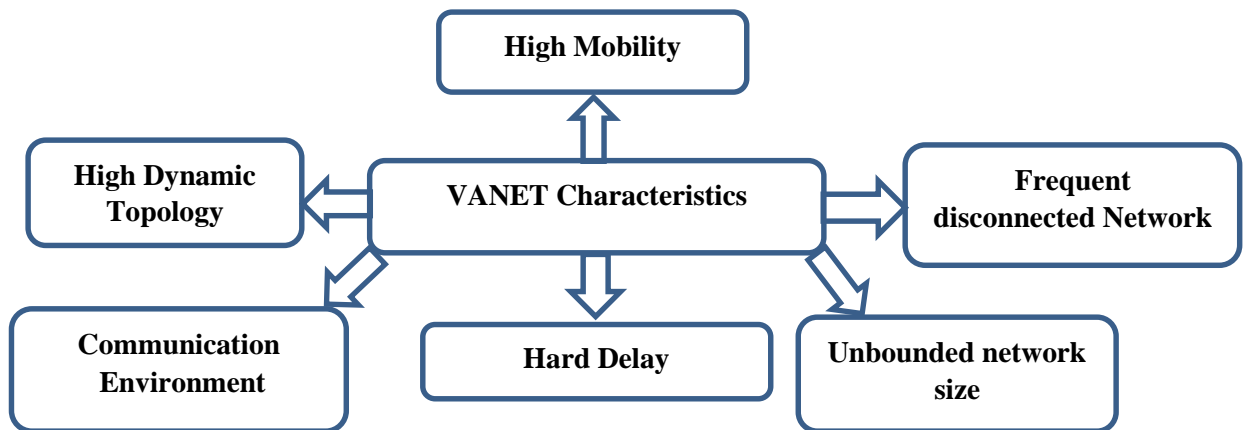 High Mobility
High Dynamic
Topology
VANET Characteristics
Frequent
disconnected Network
Communication
Environment
Hard Delay
Unbounded network
size